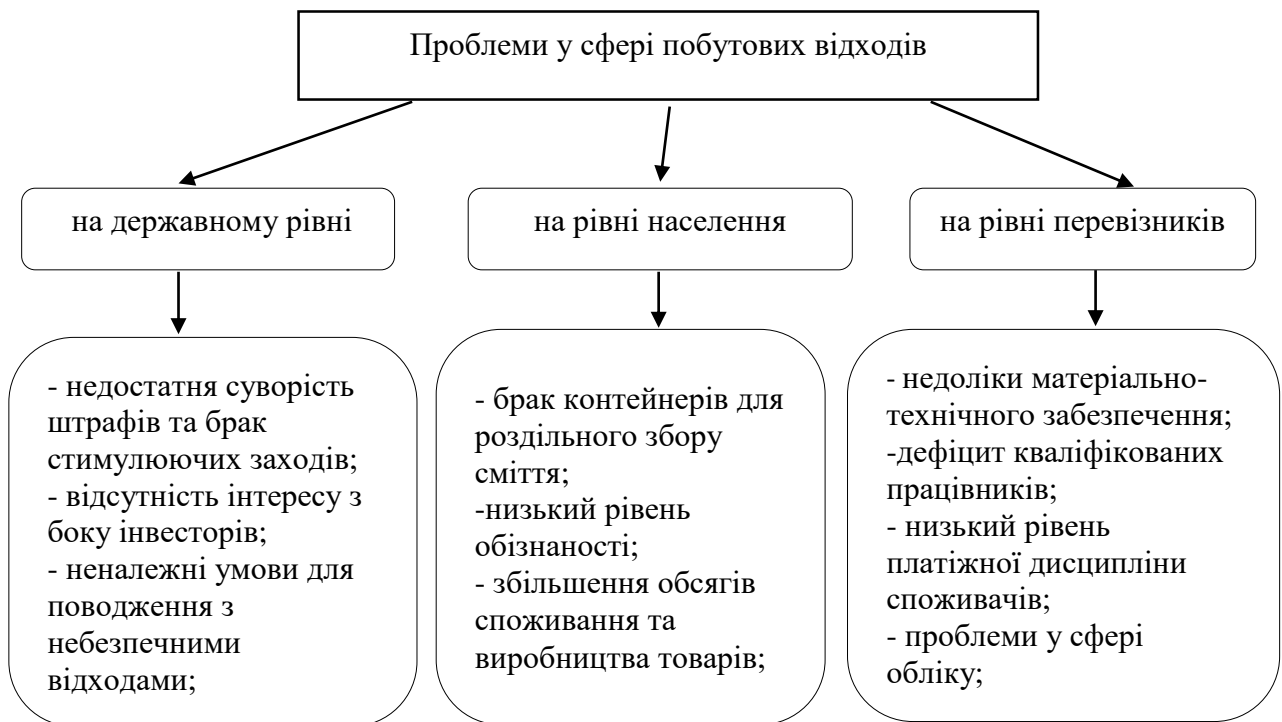 Проблеми у сфері побутових відходів
на державному рівні
на рівні населення
на рівні перевізників
- недостатня суворість
штрафів та брак
стимулюючих заходів;
- відсутність інтересу з
боку інвесторів;
- неналежні умови для
поводження з
небезпечними
відходами;
- брак контейнерів для
роздільного збору
сміття;
-низький рівень
обізнаності;
- збільшення обсягів
споживання та
виробництва товарів;
- недоліки матеріально-
технічного забезпечення;
-дефіцит кваліфікованих
працівників;
- низький рівень
платіжної дисципліни
споживачів;
- проблеми у сфері
обліку;